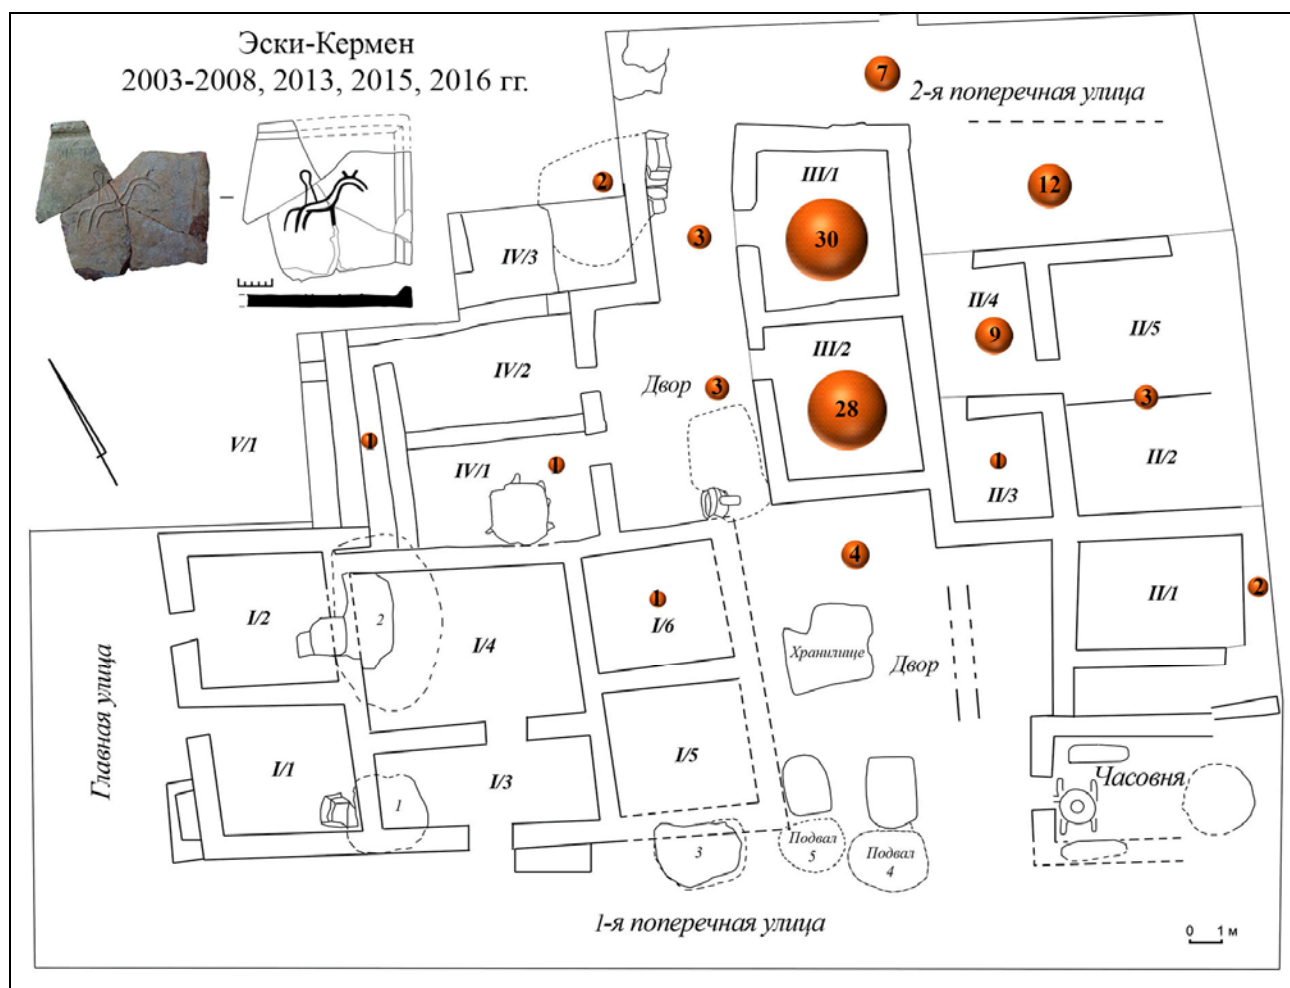 Эски-Кермен
2003-2008, 2013, 2015, 2016 гг.
7
2-я поперечная улица
2
III/1
12
3
30
IV/3
II/4
II/5
9
III/2
IV/2
Двор
3
28
3
V/1
1
IV/1
1
1
II/3
II/2
4
I/2
2
I/4
1
I/6
II/1
2
Хранилище
Двор
Главная улица
I/1
1
I/3
I/5
Часовня
3
Подвал
5
Подвал
4
1-я поперечная улица
0 1 м